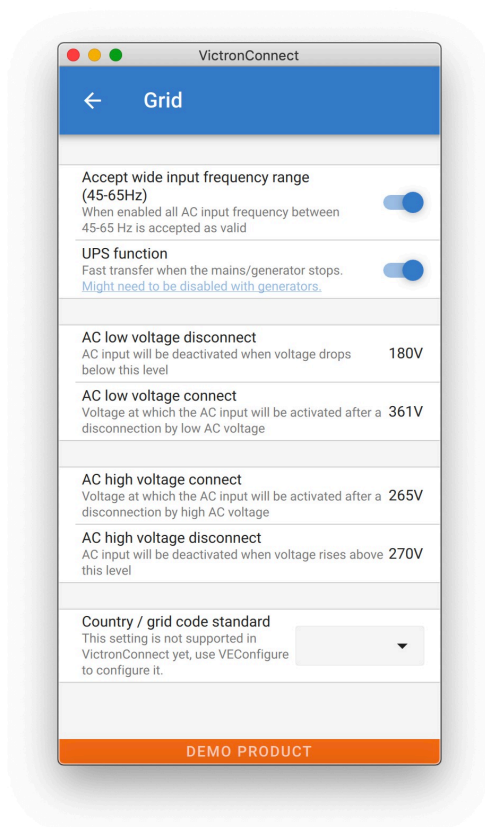 VictronConnect
Grid
Accept wide input frequency range
(45-65Hz)
When enabled all AC input frequency between
45-65 Hz is accepted as valid
UPS function
Fast transfer when the mains/generator stops.
Might need to be disabled with generators.
AC low voltage disconnect
AC input will be deactivated when voltage drops
below this level
180V
AC low voltage connect
Voltage at which the AC input will be activated after a
disconnection by low AC voltage
361V
AC high voltage connect
Voltage at which the AC input will be activated after a
disconnection by high AC voltage
265V
AC high voltage disconnect
AC input will be deactivated when voltage rises above
this level
270V
Country / grid code standard
This setting is not supported in
VictronConnect yet, use VEConfigure
to configure it.
DEMO PRODUCT